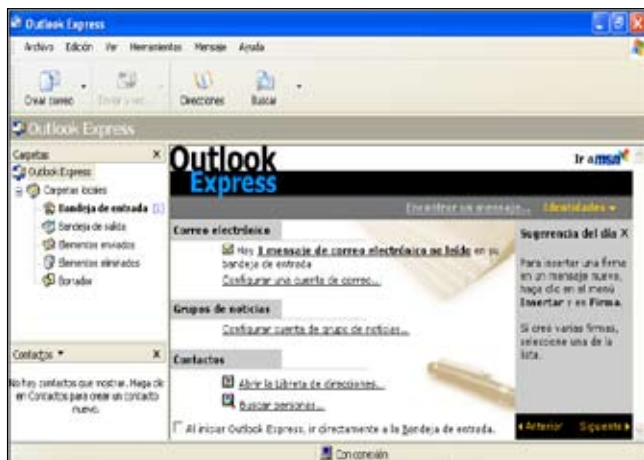 Outlook Express
Archivo Edición Ver Herramientas Mensaje Ayuda
Crear correo Enviar y rec... Direcciones Buscar
Outlook Express
Carpetas X
Outlook Express
Carpetas locales
Bandeja de entrada (1)
Bandeja de salida
Elementos enviados
Elementos eliminados
Borrador
Contactos X
No hay contactos que mostrar. Haga clic
en Contactos para crear un contacto
nuevo.
Outlook
Express
Ir a msn
Encontrar un mensaje... Identidades
Correo electrónico
Hay 1 mensaje de correo electrónico no leído en su
bandeja de entrada
Configurar una cuenta de correo...
Grupos de noticias
Configurar cuenta de grupo de noticias...
Contactos
Abrir la Libreta de direcciones...
Buscar personas...
Al iniciar Outlook Express, ir directamente a la Bandeja de entrada.
Sugerencia del día X
Para insertar una firma
en un mensaje nuevo,
haga clic en el menú
Insertar y en Firma.
Si creó varias firmas,
seleccione una de la
lista.
Anterior Siguiente
Con conexión